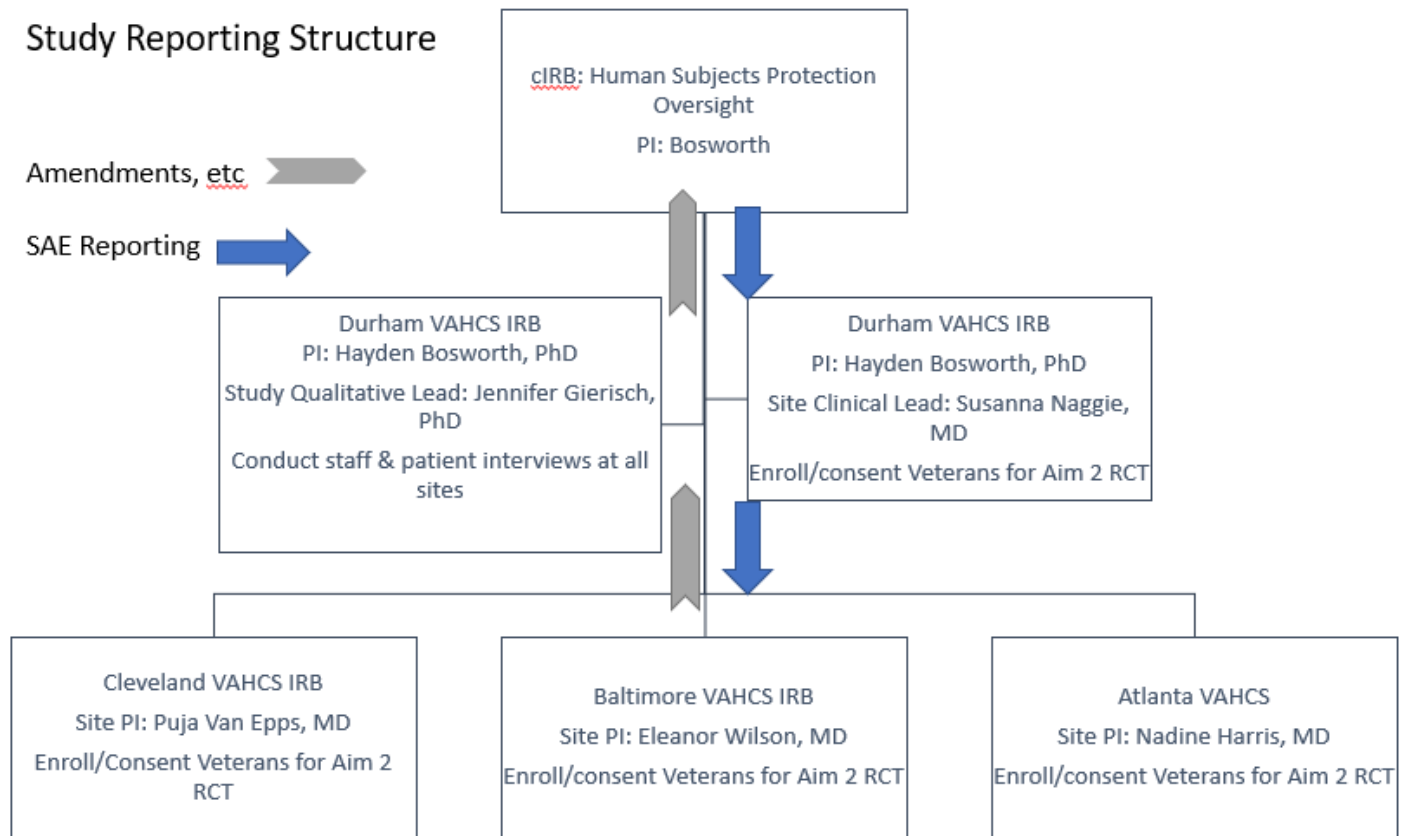 Study Reporting Structure
cIRB: Human Subjects Protection
Oversight
PI: Bosworth
Amendments, etc
SAE Reporting
Durham VAHCS IRB
PI: Hayden Bosworth, PhD
Study Qualitative Lead: Jennifer Gierisch,
PhD
Conduct staff & patient interviews at all
sites
Durham VAHCS IRB
PI: Hayden Bosworth, PhD
Site Clinical Lead: Susanna Naggie,
MD
Enroll/consent Veterans for Aim 2 RCT
Cleveland VAHCS IRB
Site PI: Puja Van Epps, MD
Enroll/Consent Veterans for Aim 2
RCT
Baltimore VAHCS IRB
Site PI: Eleanor Wilson, MD
Enroll/consent Veterans for Aim 2 RCT
Atlanta VAHCS
Site PI: Nadine Harris, MD
Enroll/consent Veterans for Aim 2 RCT